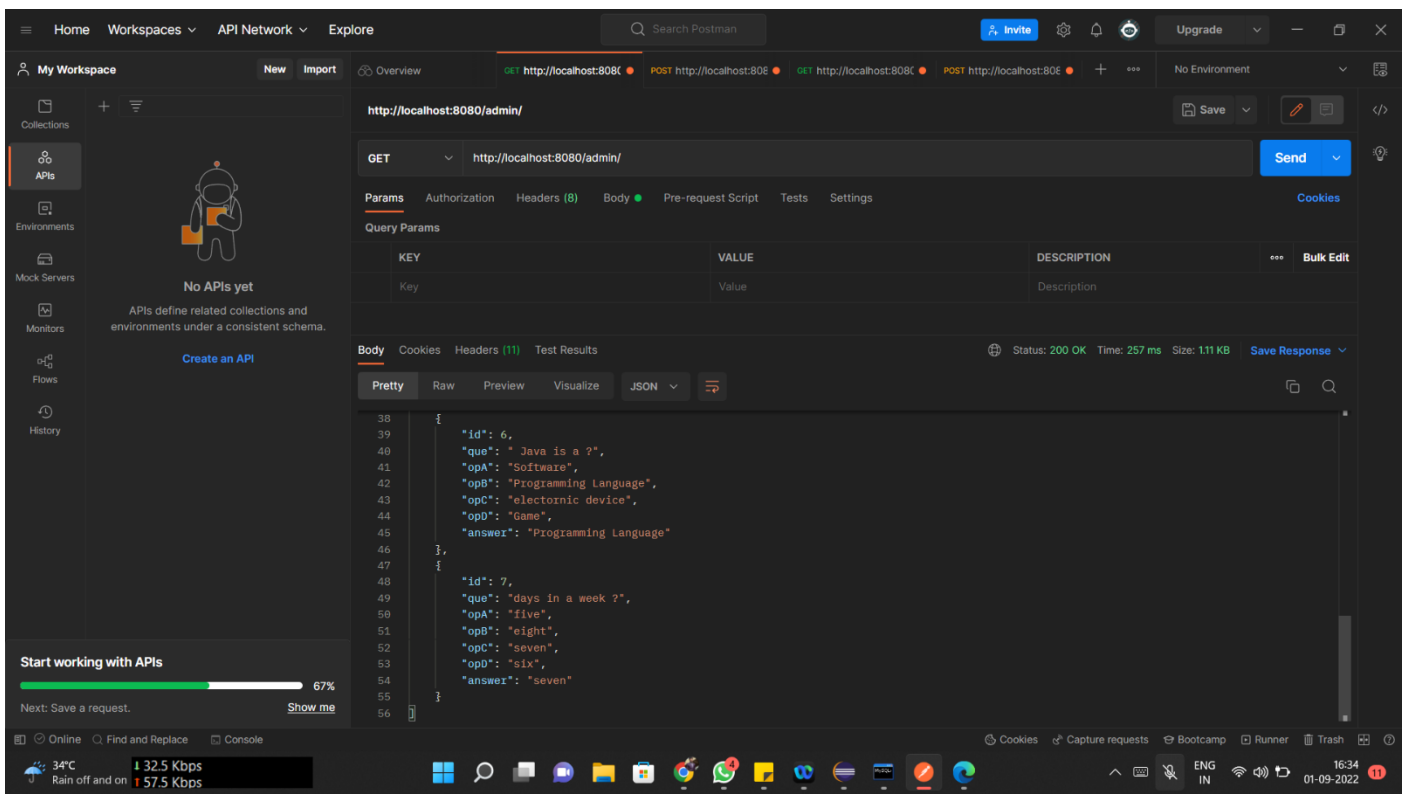 Home Workspaces API Network Explore Search Postman Invite Upgrade
My Workspace New Import Overview GET http://localhost:8080 POST http://localhost:808 GET http://localhost:8080 POST http://localhost:808 No Environment
Collections
APIs
Environments
Mock Servers
Monitors
Flows
History
No APIs yet
APIs define related collections and
environments under a consistent schema.
Create an API
Start working with APIs
67%
Next: Save a request. Show me
http://localhost:8080/admin/ Save
GET http://localhost:8080/admin/ Send
Params Authorization Headers (8) Body Pre-request Script Tests Settings Cookies
Query Params
KEY VALUE DESCRIPTION Bulk Edit
Key Value Description
Body Cookies Headers (11) Test Results Status: 200 OK Time: 257 ms Size: 1.11 KB Save Response
Pretty Raw Preview Visualize JSON
38 {
39 "id": 6,
40 "que": " Java is a ?",
41 "opA": "Software",
42 "opB": "Programming Language",
43 "opC": "electornic device",
44 "opD": "Game",
45 "answer": "Programming Language"
46 },
47 {
48 "id": 7,
49 "que": "days in a week ?",
50 "opA": "five",
51 "opB": "eight",
52 "opC": "seven",
53 "opD": "six",
54 "answer": "seven"
55 }
56 ]
Online Find and Replace Console Cookies Capture requests Bootcamp Runner Trash
34°C
Rain off and on
32.5 Kbps
57.5 Kbps
4
ENG
IN
16:34
01-09-2022
11